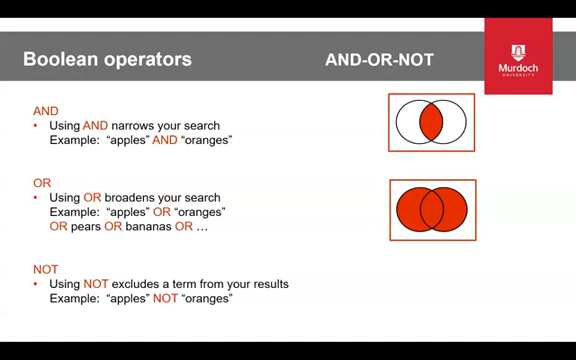 Boolean operators
AND-OR-NOT
Murdoch
UNIVERSITY
AND
• Using AND narrows your search
Example: “apples” AND “oranges”
OR
• Using OR broadens your search
Example: “apples” OR “oranges”
OR pears OR bananas OR …
NOT
• Using NOT excludes a term from your results
Example: “apples” NOT “oranges”